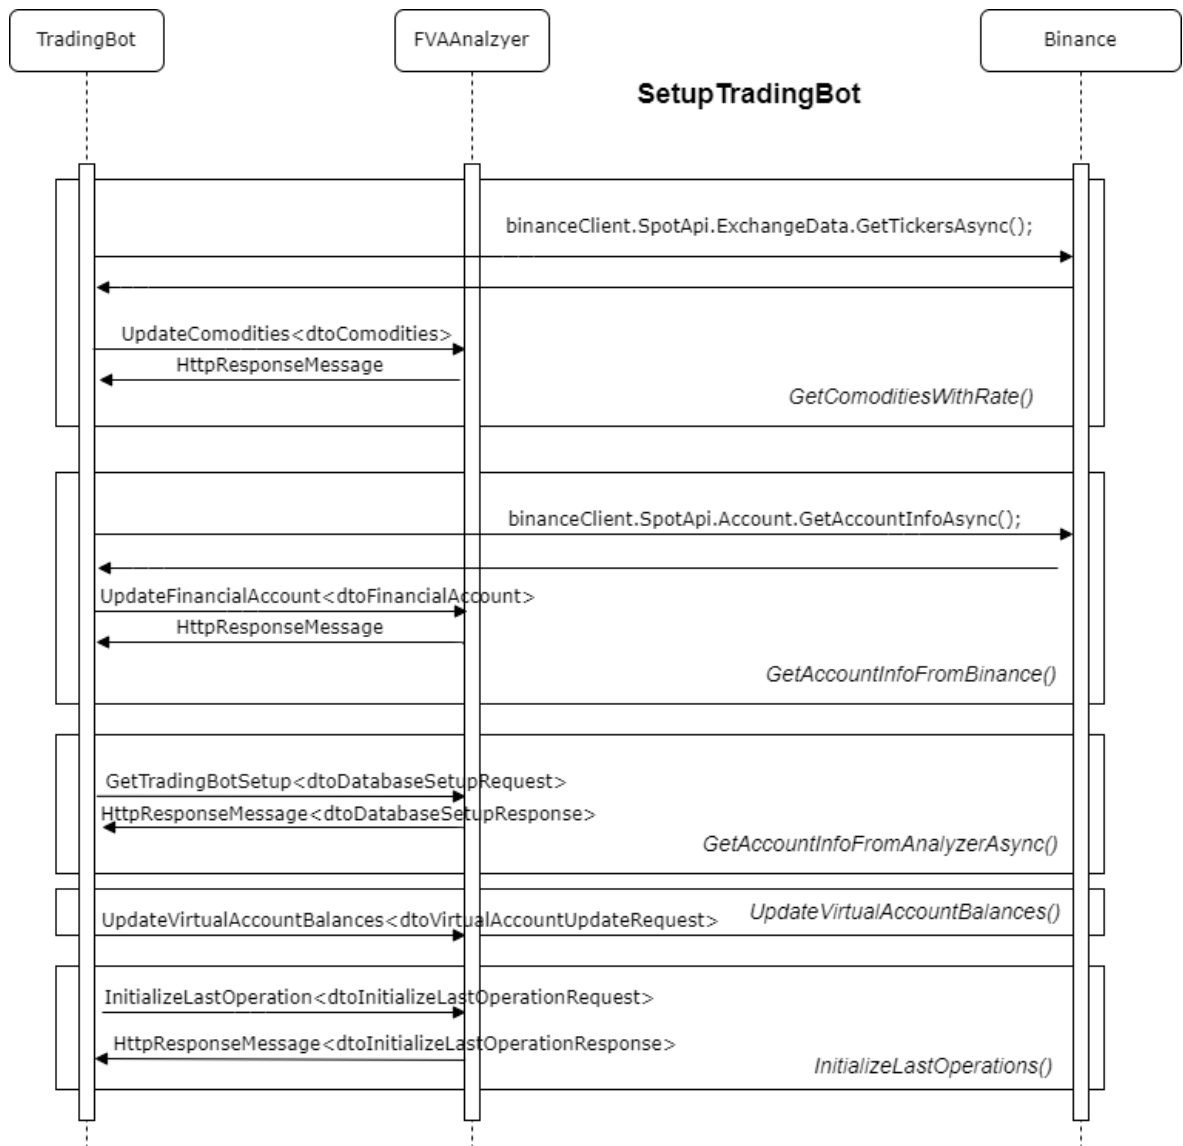 TradingBot
FVAAnalzyer
Binance
SetupTradingBot
binanceClient.SpotApi.ExchangeData.GetTickersAsync();
UpdateComodities<dtoComodities>
HttpResponseMessage
GetComoditiesWithRate()
binanceClient.SpotApi.Account.GetAccountInfoAsync();
UpdateFinancialAccount<dtoFinancialAccount>
HttpResponseMessage
GetAccountInfoFromBinance()
GetTradingBotSetup<dtoDatabaseSetupRequest>
HttpResponseMessage<dtoDatabaseSetupResponse>
GetAccountInfoFromAnalyzerAsync()
UpdateVirtualAccountBalances()
UpdateVirtualAccountBalances<dtoVirtualAccountUpdateRequest>
InitializeLastOperation<dtoInitializeLastOperationRequest>
HttpResponseMessage<dtoInitializeLastOperationResponse>
InitializeLastOperations()